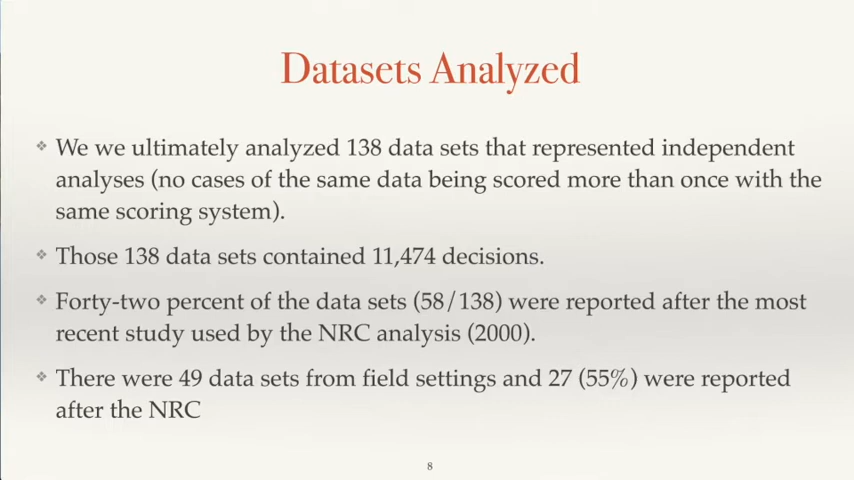 Datasets Analyzed
❖ We we ultimately analyzed 138 data sets that represented independent
analyses (no cases of the same data being scored more than once with the
same scoring system).
❖ Those 138 data sets contained 11,474 decisions.
❖ Forty-two percent of the data sets (58/138) were reported after the most
recent study used by the NRC analysis (2000).
❖ There were 49 data sets from field settings and 27 (55%) were reported
after the NRC
8